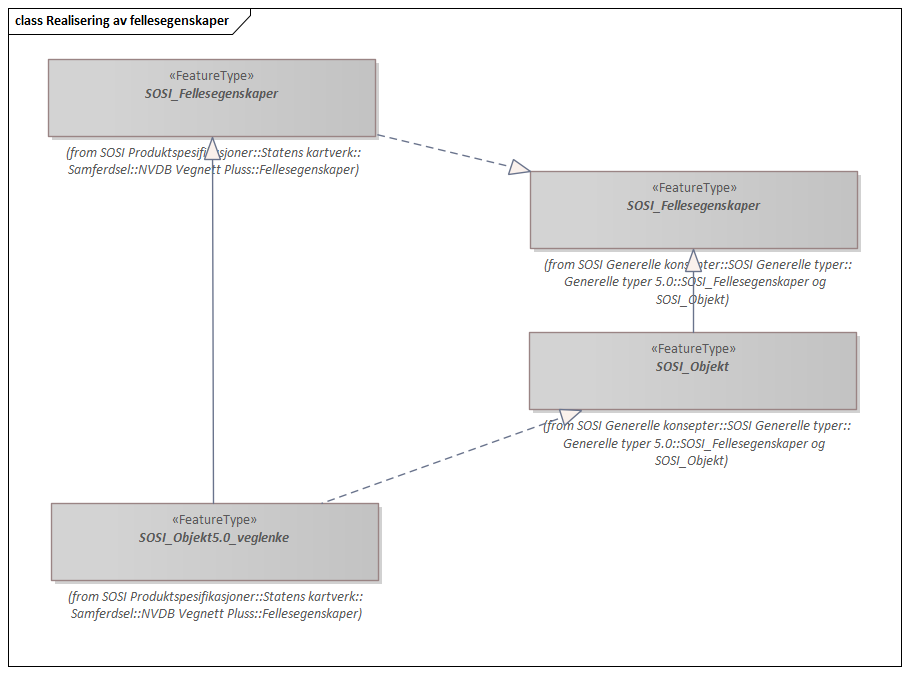 class Realisering av fellesegenskaper
«FeatureType»
SOSI_Fellesegenskaper
(from SOSI Produktspesifikasjoner::Statens kartverk::
Samferdsel::NVDB Vegnett Pluss::Fellesegenskaper)
«FeatureType»
SOSI_Fellesegenskaper
(from SOSI Generelle konsepter::SOSI Generelle typer::
Generelle typer 5.0::SOSI_Fellesegenskaper og
SOSI_Objekt)
«FeatureType»
SOSI_Objekt
(from SOSI Generelle konsepter::SOSI Generelle typer::
Generelle typer 5.0::SOSI_Fellesegenskaper og
SOSI_Objekt)
«FeatureType»
SOSI_Objekt5.0_veglenke
(from SOSI Produktspesifikasjoner::Statens kartverk::
Samferdsel::NVDB Vegnett Pluss::Fellesegenskaper)